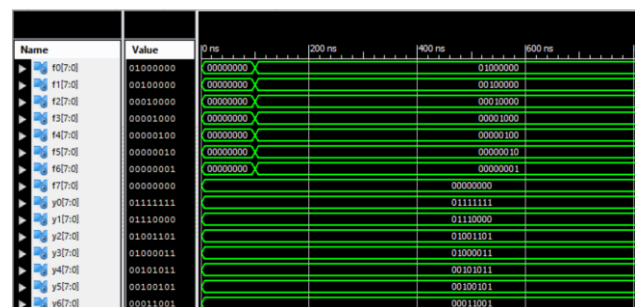 Name Value 0 ns 200 ns 400 ns 600 ns
f0[7:0] 01000000 00000000 01000000
f1[7:0] 00100000 00000000 00100000
f2[7:0] 00010000 00000000 00010000
f3[7:0] 00001000 00000000 00001000
f4[7:0] 00000100 00000000 00000100
f5[7:0] 00000010 00000000 00000010
f6[7:0] 00000001 00000000 00000001
f7[7:0] 00000000 00000000
y0[7:0] 01111111 01111111
y1[7:0] 01110000 01110000
y2[7:0] 01001101 01001101
y3[7:0] 01000011 01000011
y4[7:0] 00101011 00101011
y5[7:0] 00100101 00100101
y6[7:0] 00011001 00011001